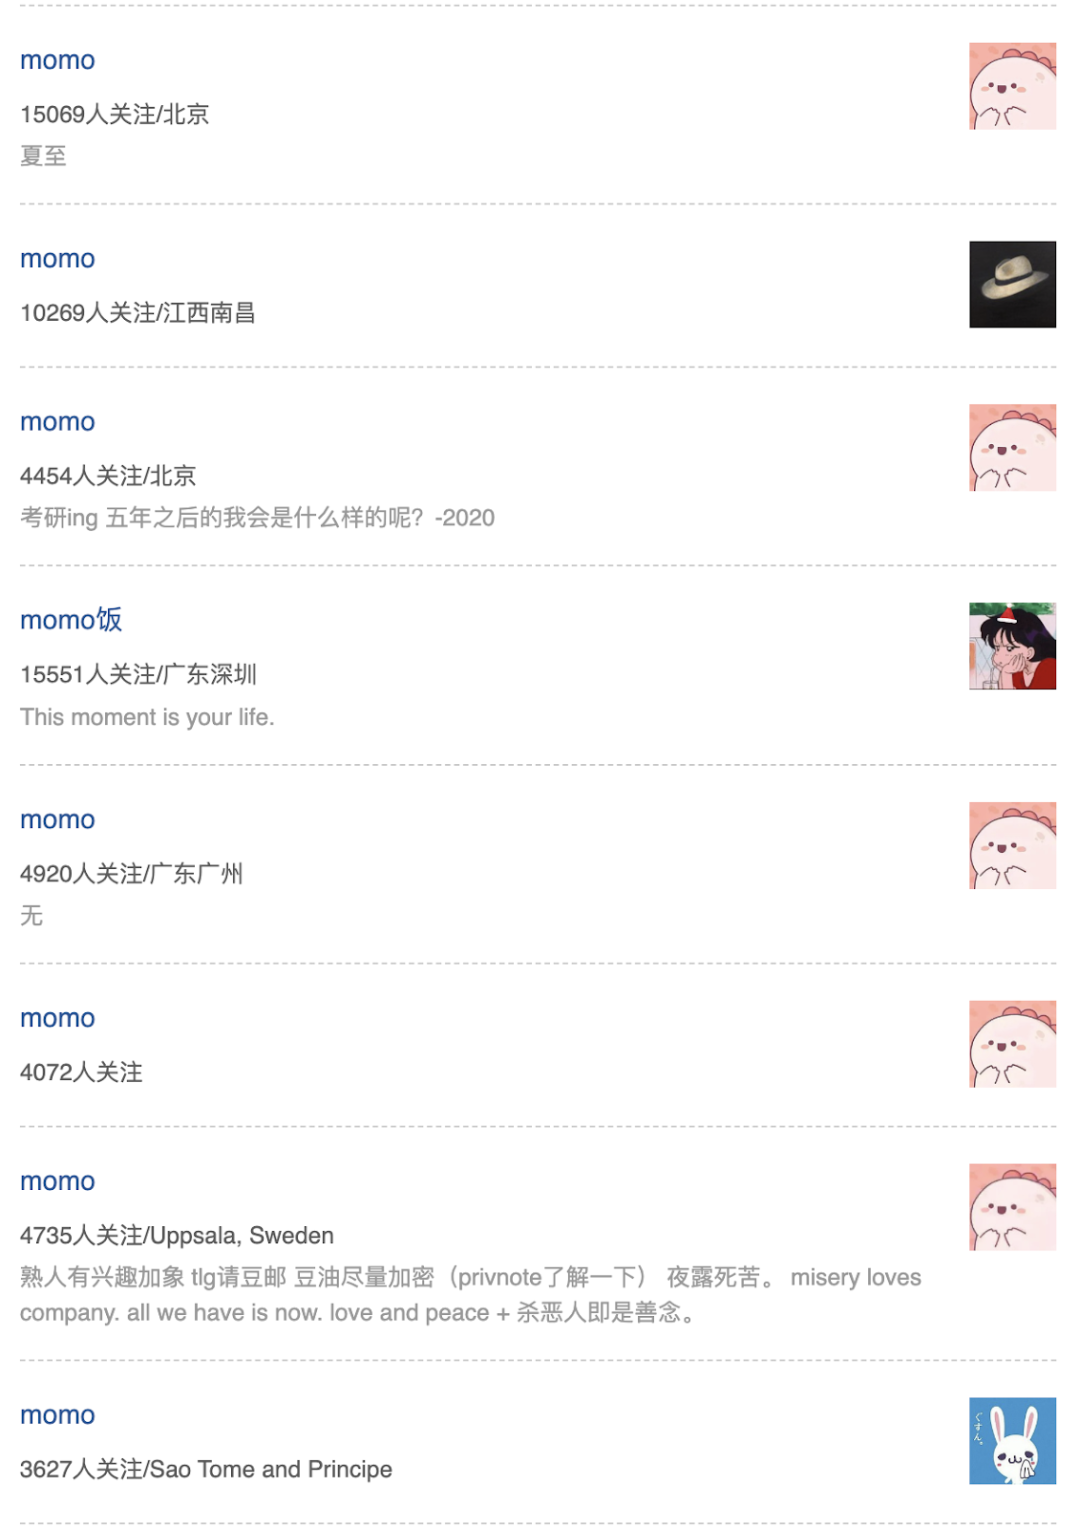 momo
15069人关注/北京
夏至
momo
10269人关注/江西南昌
momo
4454人关注/北京
考研ing 五年之后的我会是什么样的呢？-2020
momo饭
15551人关注/广东深圳
This moment is your life.
momo
4920人关注/广东广州
无
momo
4072人关注
momo
4735人关注/Uppsala, Sweden
熟人有兴趣加象 tlg请豆邮 豆油尽量加密（privnote了解一下） 夜露死苦。 misery loves
company. all we have is now. love and peace + 杀恶人即是善念。
momo
3627人关注/Sao Tome and Principe
ぐすん。